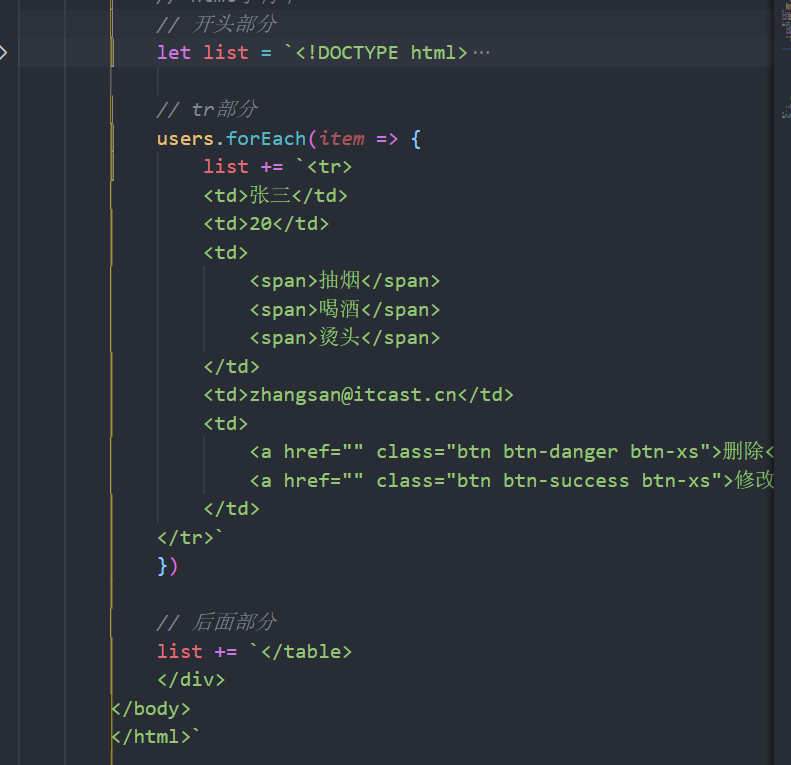 // 开头部分
let list = `<!DOCTYPE html>…
// tr部分
users.forEach(item => {
list += `<tr>
<td>张三</td>
<td>20</td>
<td>
<span>抽烟</span>
<span>喝酒</span>
<span>烫头</span>
</td>
<td>zhangsan@itcast.cn</td>
<td>
<a href="" class="btn btn-danger btn-xs">删除<
<a href="" class="btn btn-success btn-xs">修改
</td>
</tr>`
})
// 后面部分
list += `</table>
</div>
</body>
</html>`